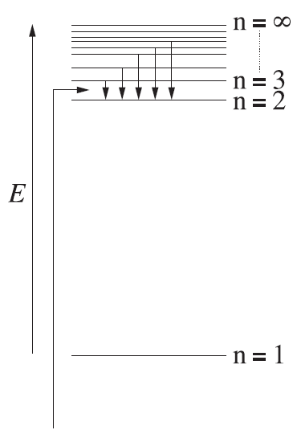 n = ∞
n = 3
n = 2
E
n = 1